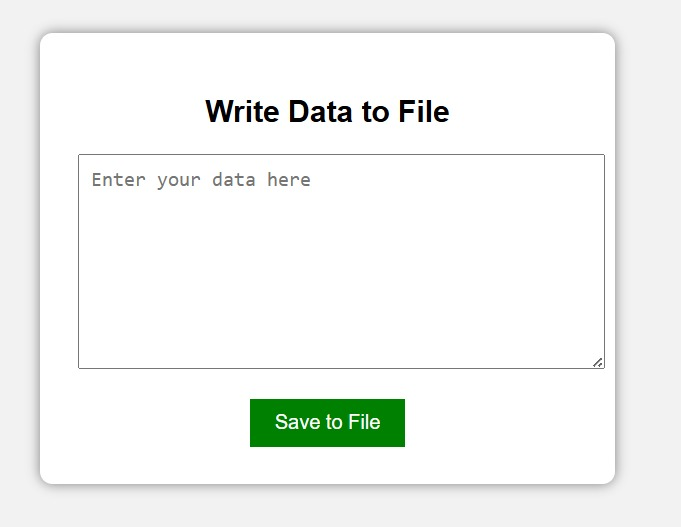 Write Data to File
Enter your data here
Save to File